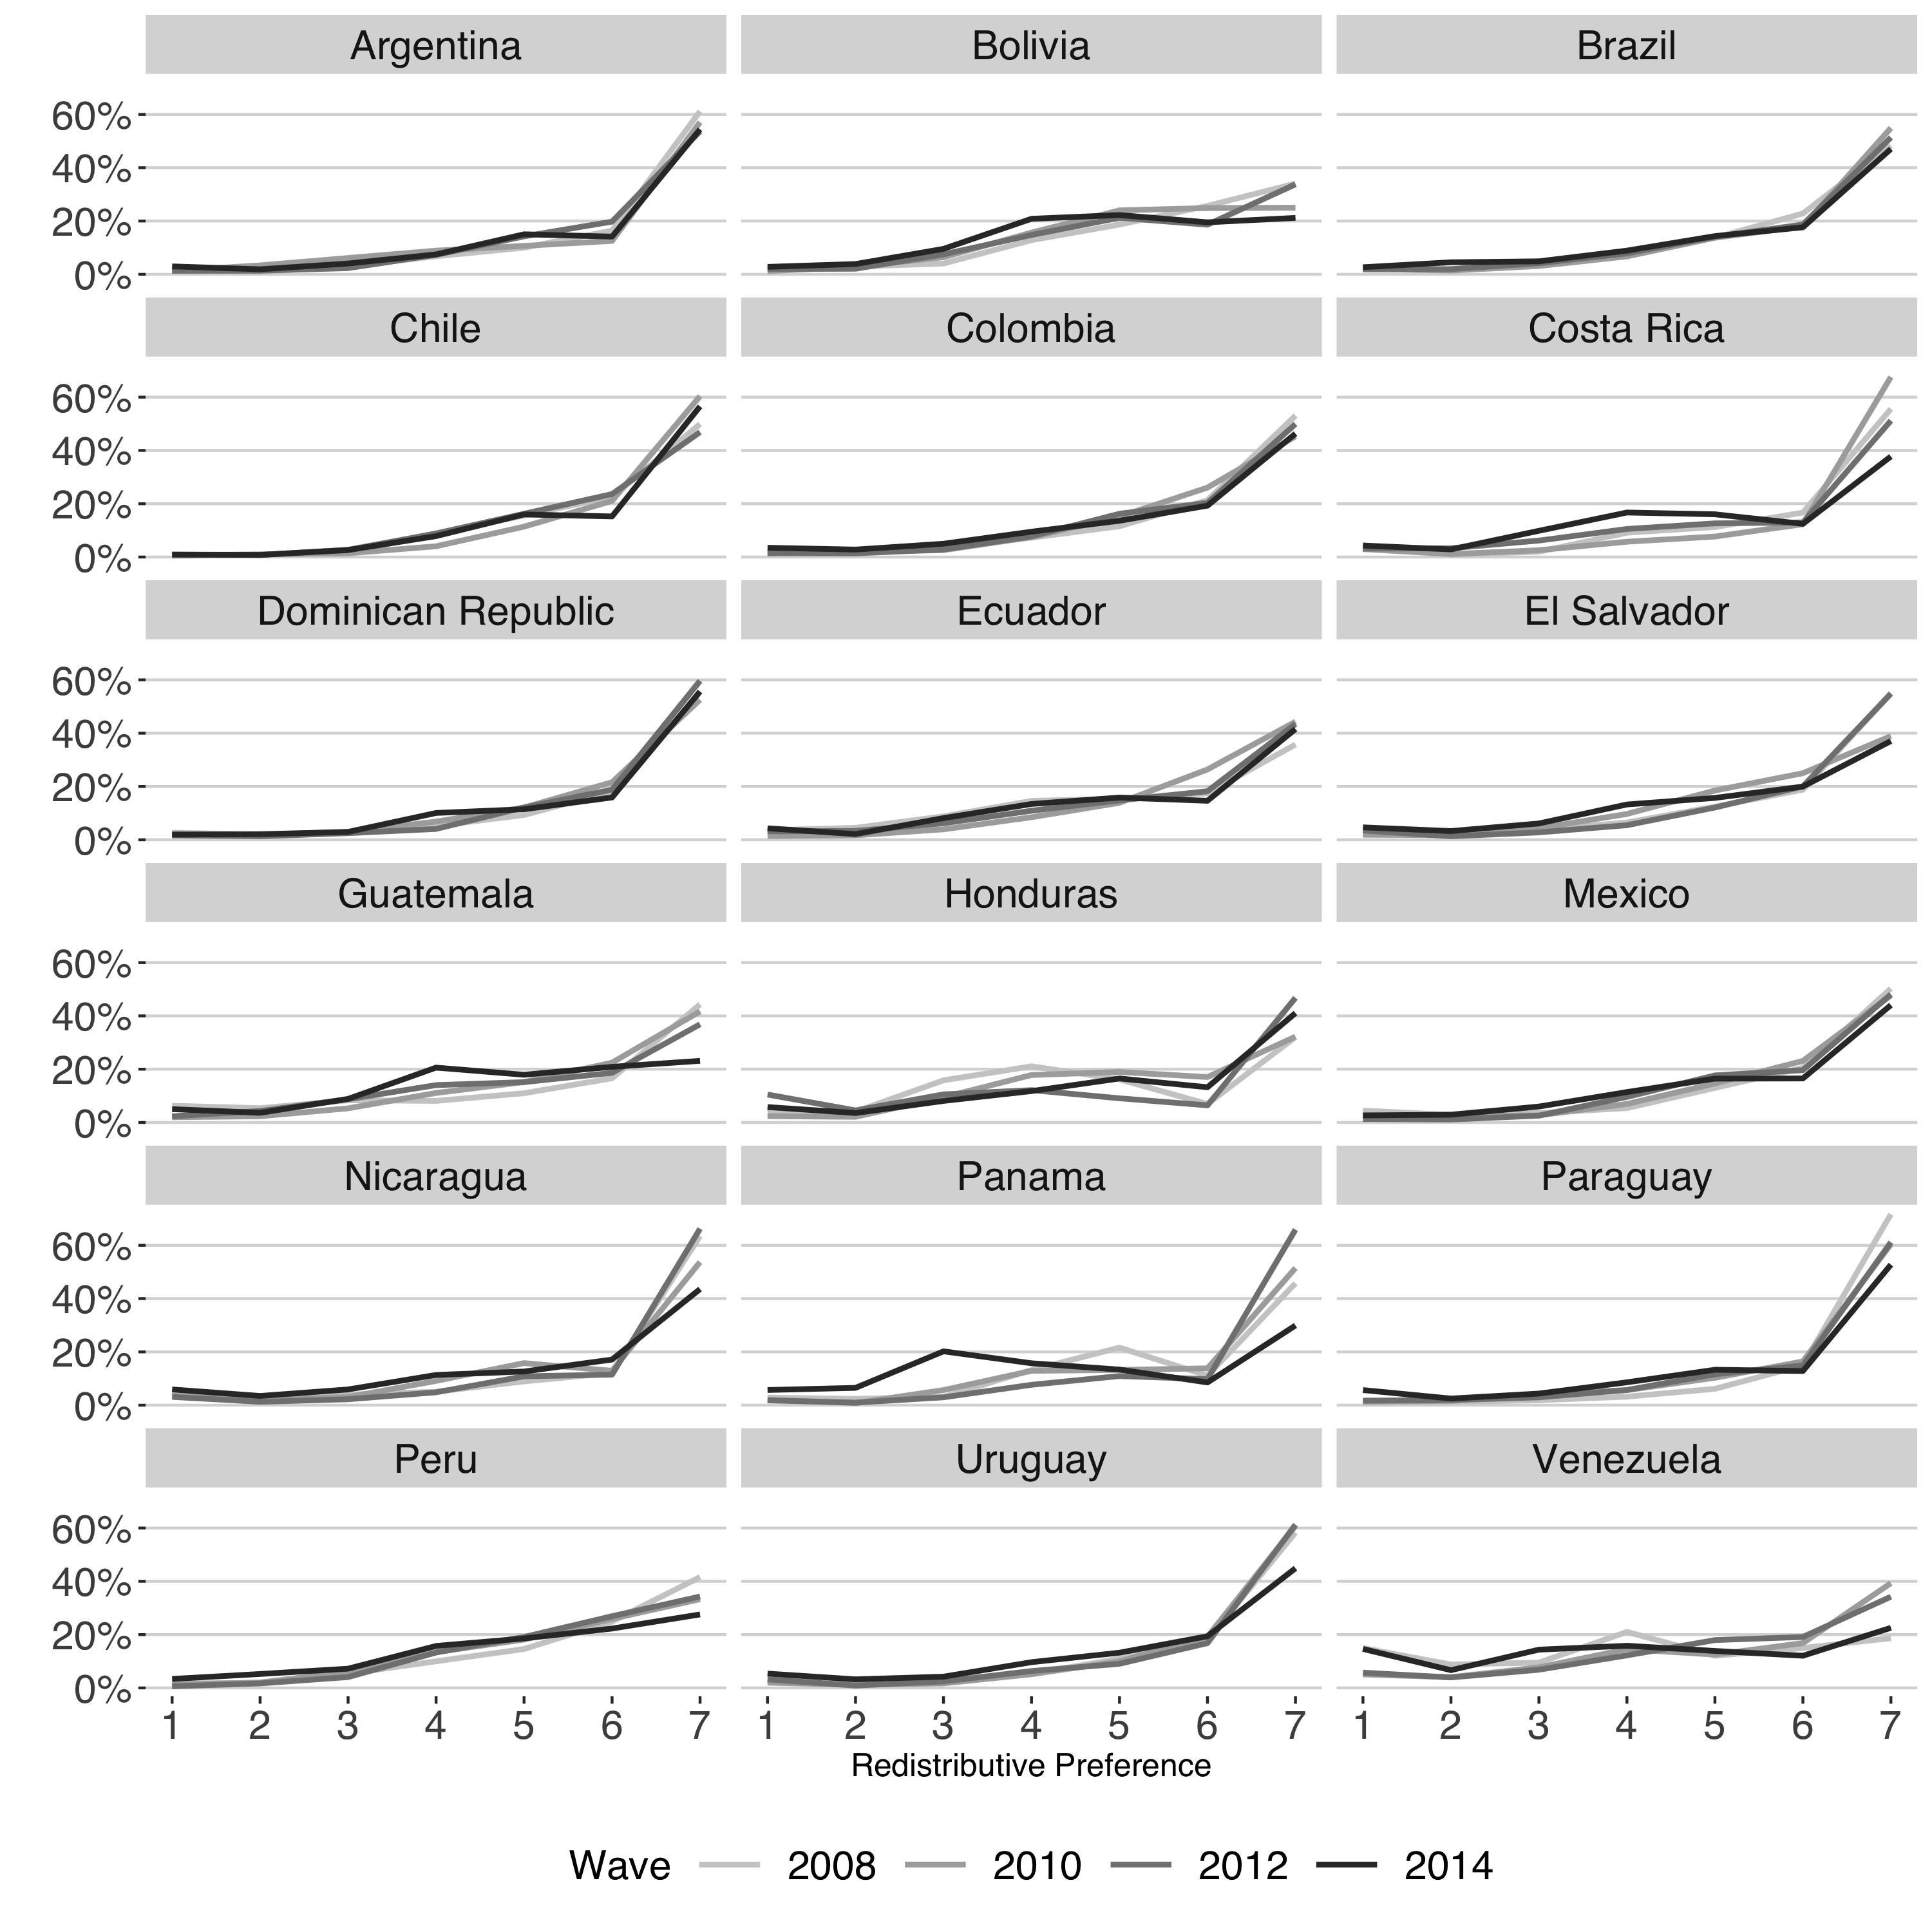 Argentina Bolivia Brazil
60%
40%
20%
0%
Chile Colombia Costa Rica
60%
40%
20%
0%
Dominican Republic Ecuador El Salvador
60%
40%
20%
0%
Guatemala Honduras Mexico
60%
40%
20%
0%
Nicaragua Panama Paraguay
60%
40%
20%
0%
Peru Uruguay Venezuela
60%
40%
20%
0%
1 2 3 4 5 6 7 1 2 3 4 5 6 7 1 2 3 4 5 6 7
Redistributive Preference
Wave 2008 2010 2012 2014